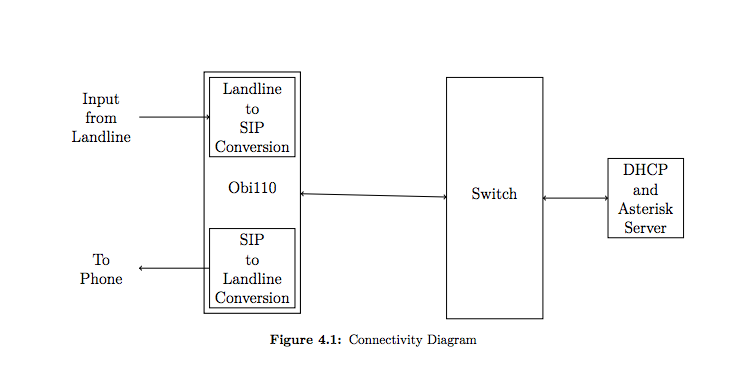 Input
from
Landline
Landline
to
SIP
Conversion
Obi110
SIP
to
Landline
Conversion
To
Phone
Switch
DHCP
and
Asterisk
Server
Figure 4.1: Connectivity Diagram